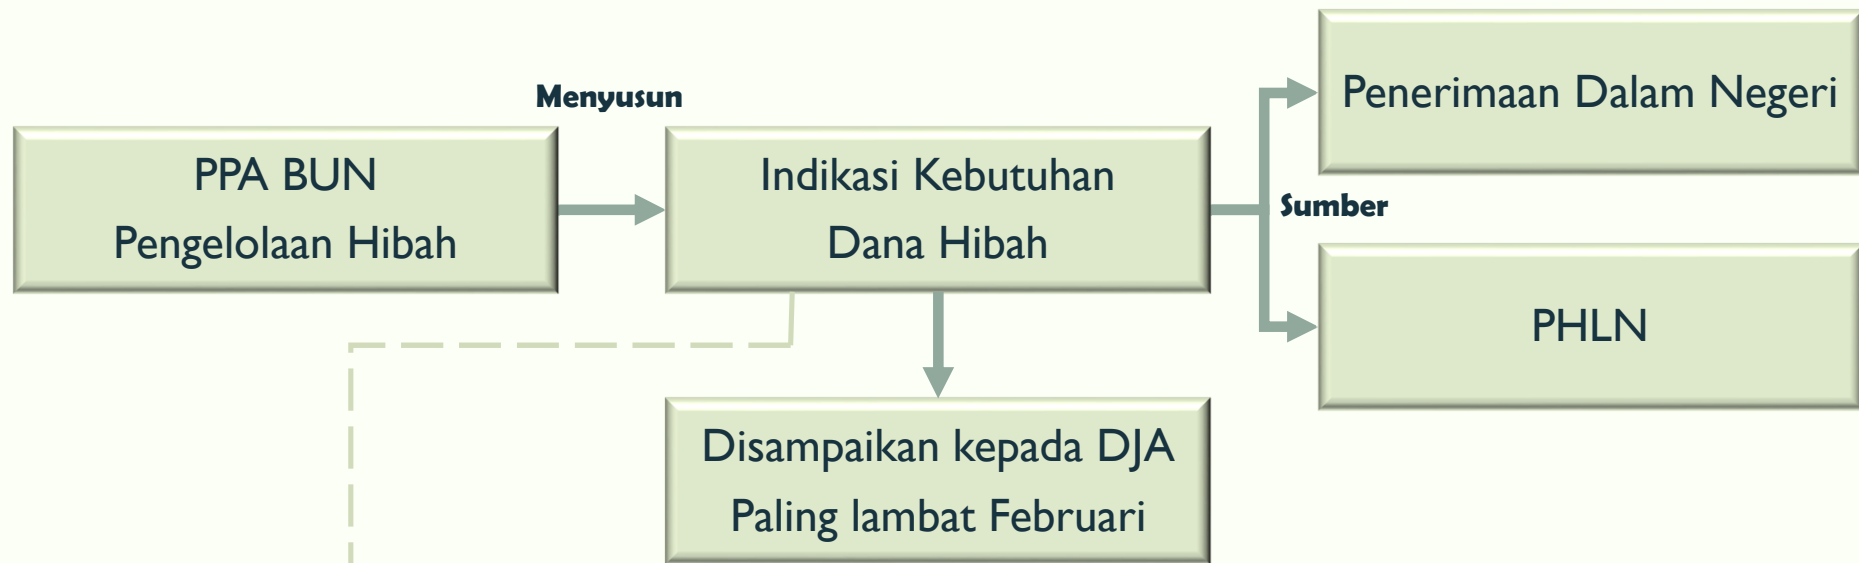 Menyusun
PPA BUN
Pengelolaan Hibah
Indikasi Kebutuhan
Dana Hibah
Sumber
Penerimaan Dalam Negeri
PHLN
Disampaikan kepada DJA
Paling lambat Februari